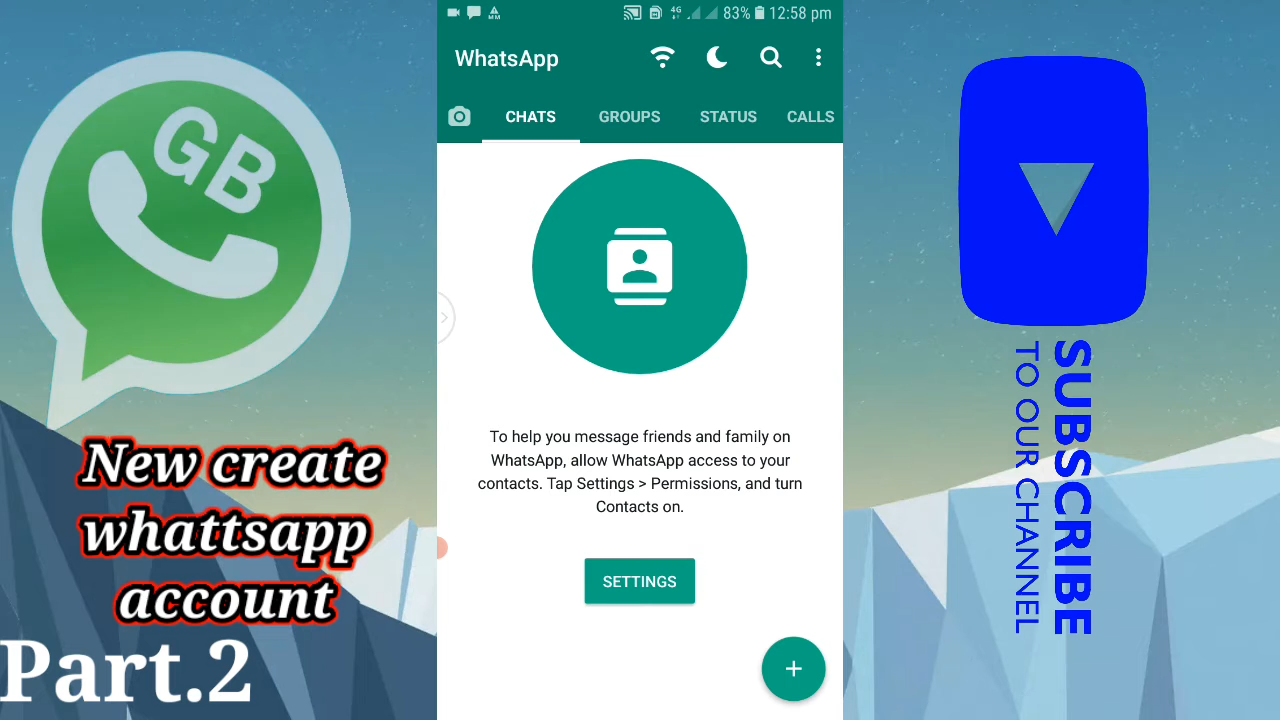 GB
New create
whattsapp
account
Part.2
MM
4G
83%
12:58 pm
WhatsApp
CHATS
GROUPS
STATUS
CALLS
To help you message friends and family on
WhatsApp, allow WhatsApp access to your
contacts. Tap Settings > Permissions, and turn
Contacts on.
SETTINGS
+
SUBSCRIBE
TO OUR CHANNEL